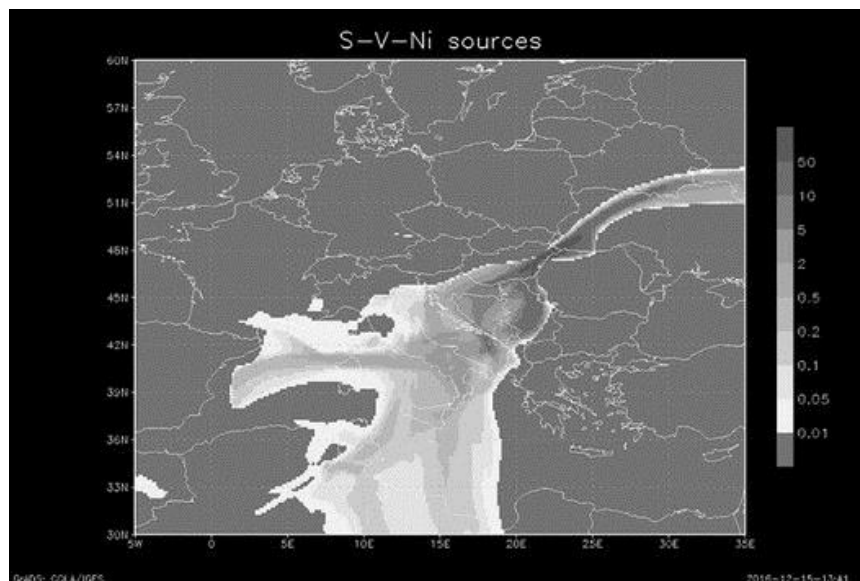 S-V-Ni sources
60N
57N
54N
51N
48N
45N
42N
39N
36N
33N
30N
5W 0 5E 10E 15E 20E 25E 30E 35E
50
10
5
2
0.5
0.2
0.1
0.05
0.01
GrADS: COLA/IGES
2016-12-15-13:41